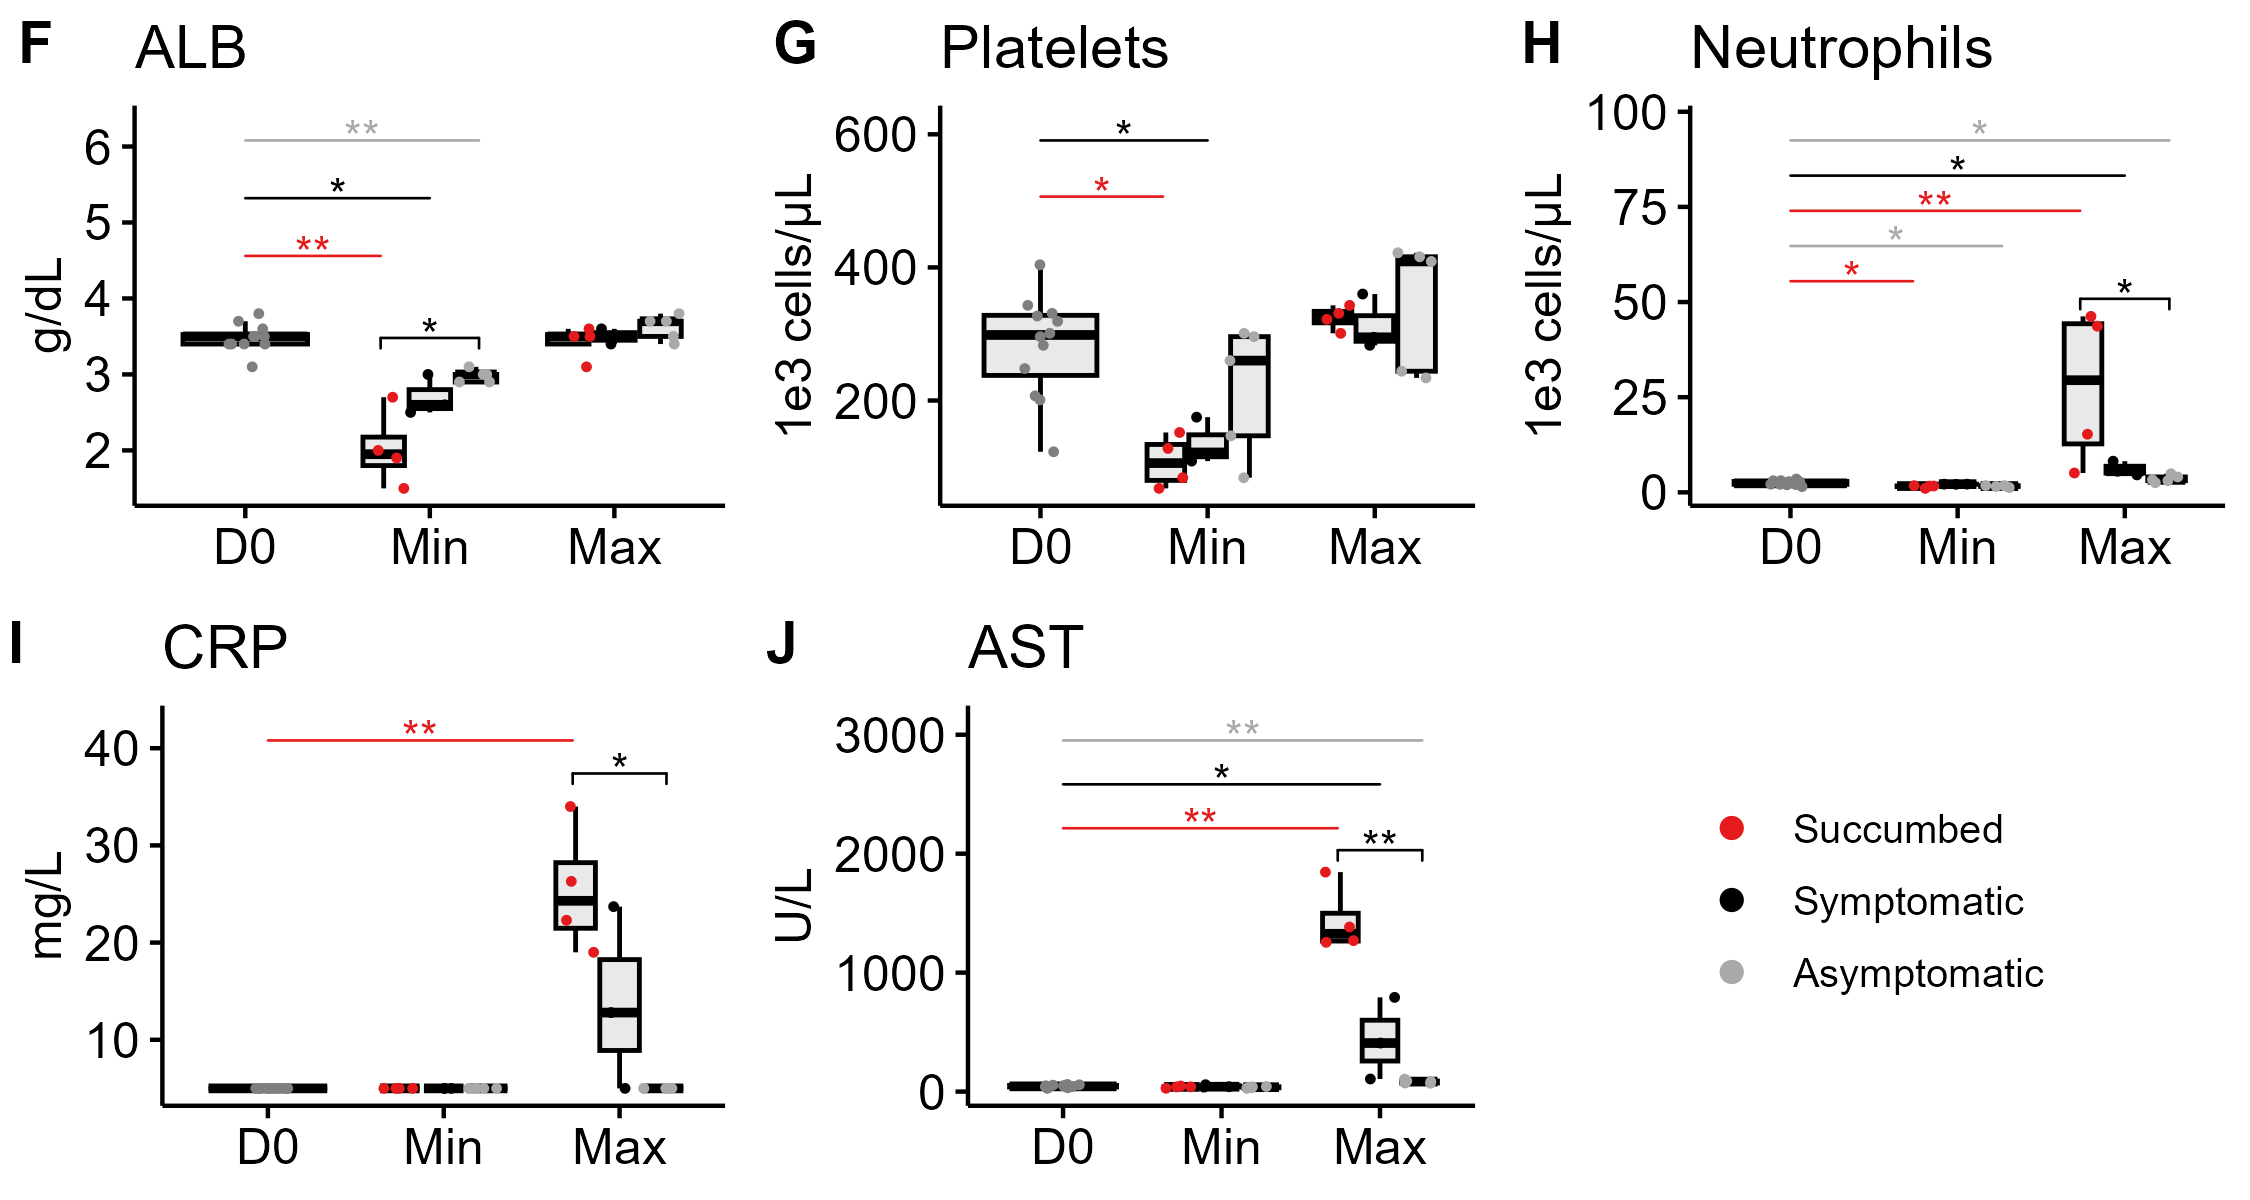 F ALB
**
*
**
*
6
5
4
3
2
g/dL
D0 Min Max
G Platelets
*
*
600
400
200
1e3 cells/µL
D0 Min Max
H Neutrophils
*
*
**
*
*
*
100
75
50
25
0
1e3 cells/µL
D0 Min Max
I CRP
**
*
40
30
20
10
mg/L
D0 Min Max
J AST
**
*
**
**
3000
2000
1000
0
U/L
D0 Min Max
Succumbed
Symptomatic
Asymptomatic